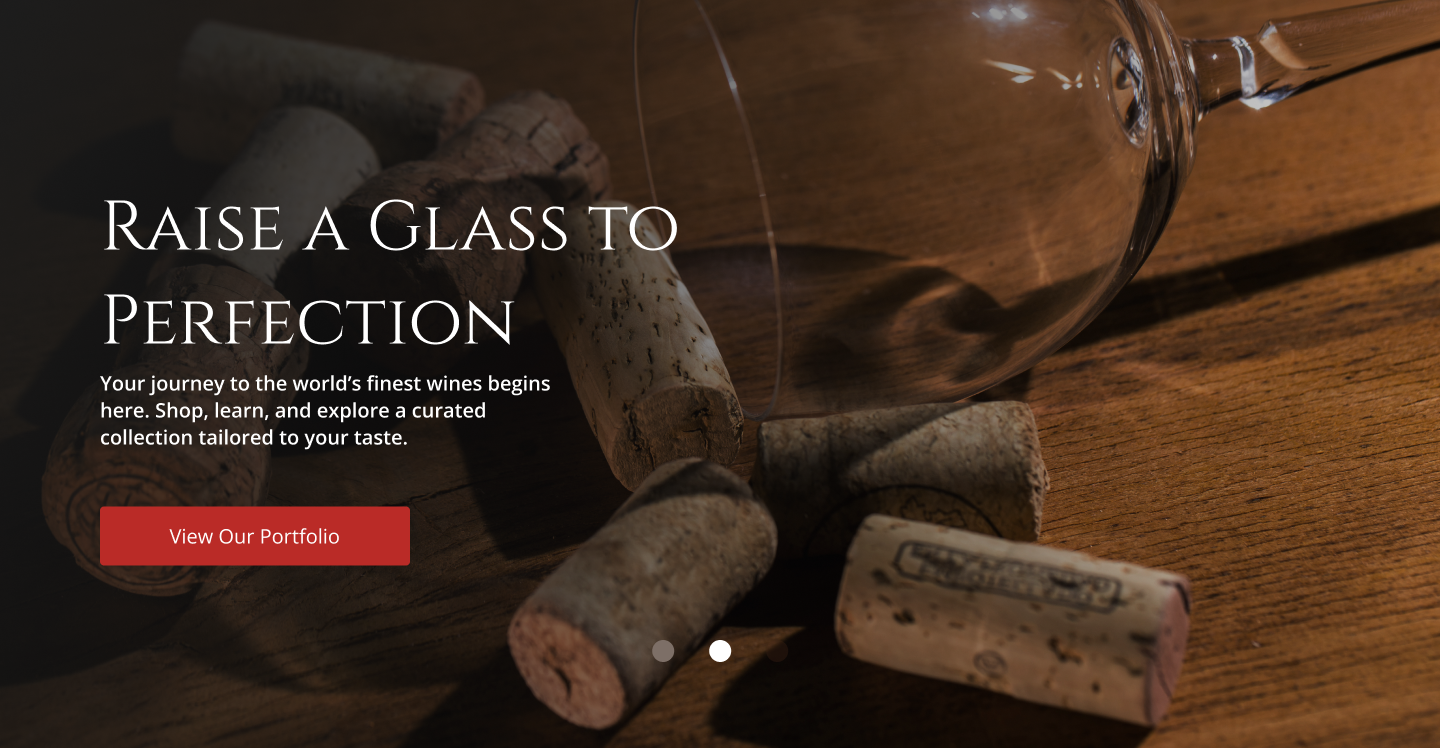 Raise a Glass to
Perfection
Your journey to the world’s finest wines begins
here. Shop, learn, and explore a curated
collection tailored to your taste.
View Our Portfolio